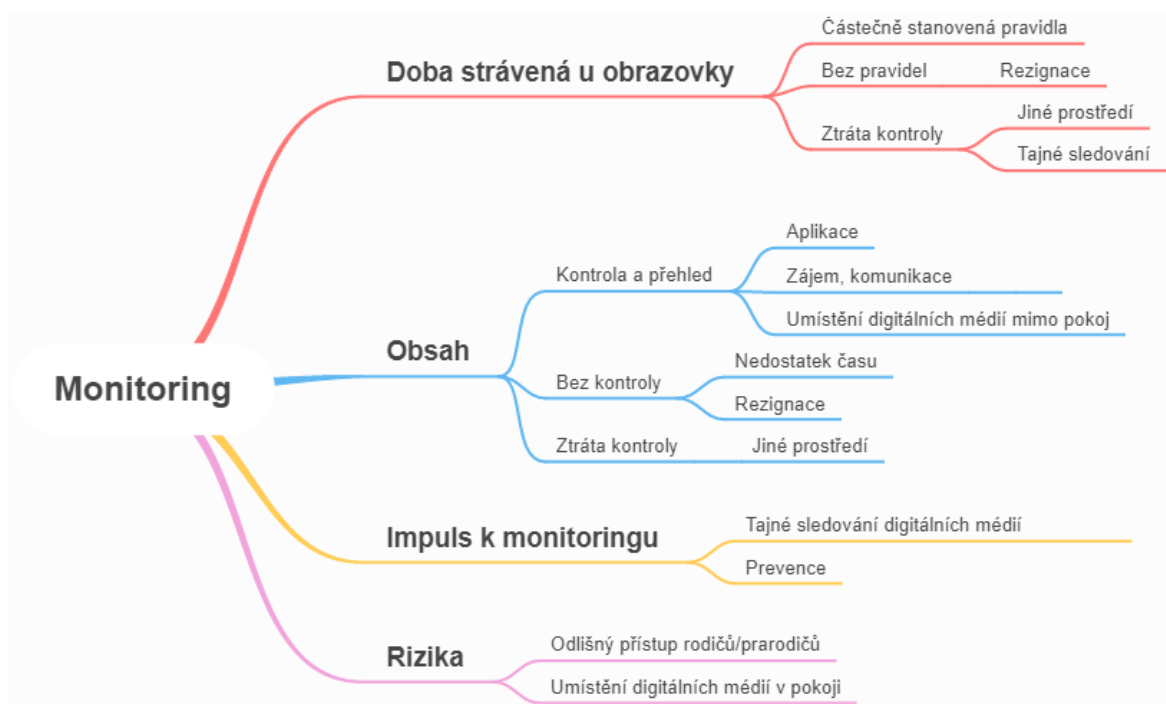 Monitoring
Doba strávená u obrazovky
Částečně stanovená pravidla
Bez pravidel
Rezignace
Ztráta kontroly
Jiné prostředí
Tajné sledování
Obsah
Kontrola a přehled
Aplikace
Zájem, komunikace
Umístění digitálních médií mimo pokoj
Bez kontroly
Nedostatek času
Rezignace
Ztráta kontroly
Jiné prostředí
Impuls k monitoringu
Tajné sledování digitálních médií
Prevence
Rizika
Odlišný přístup rodičů/prarodičů
Umístění digitálních médií v pokoji